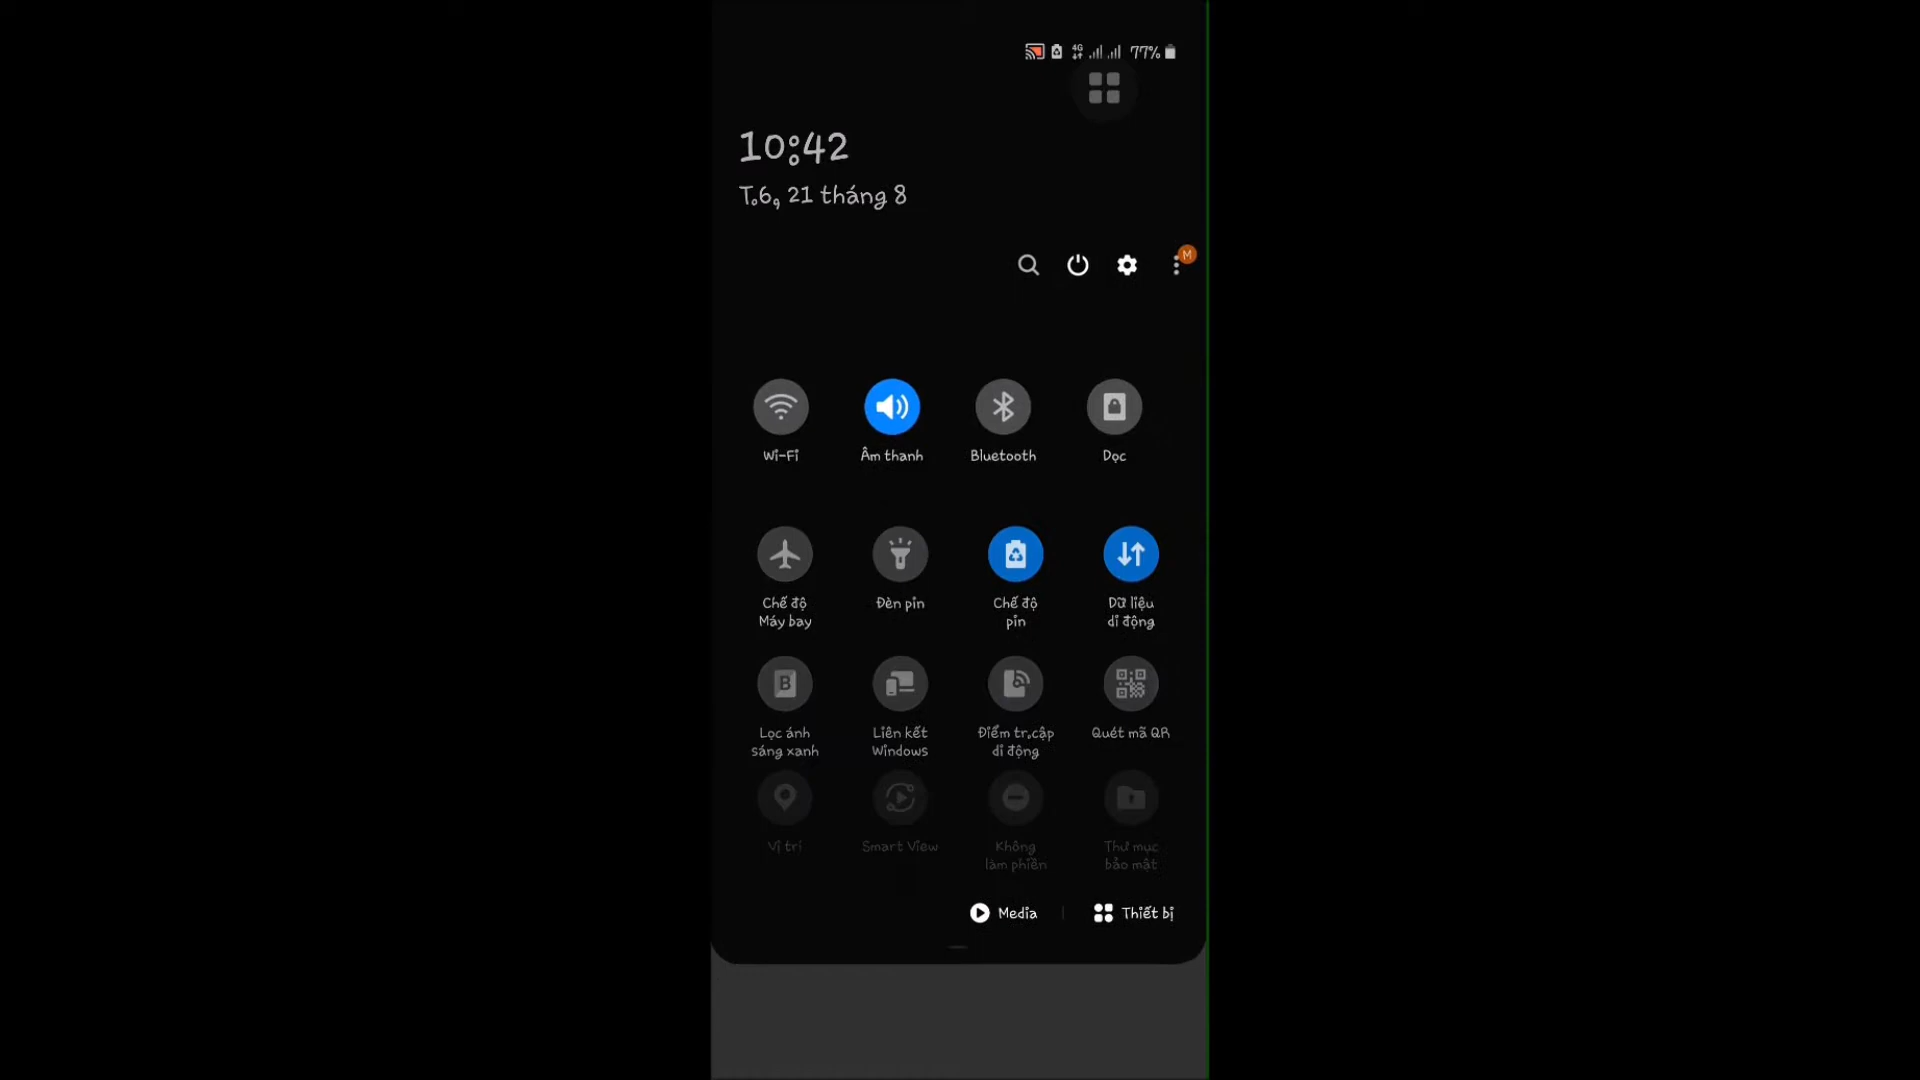 4G 77%
10:42
T.6, 21 tháng 8
M
Wi-Fi Âm thanh Bluetooth Dọc
Chế độ Đèn pin Chế độ Dữ liệu
Máy bay pin di động
B
Lọc ánh Liên kết Điểm tr.cập Quét mã QR
sáng xanh Windows di động
Vị trí Smart View Không Thư mục
làm phiền bảo mật
Media Thiết bị